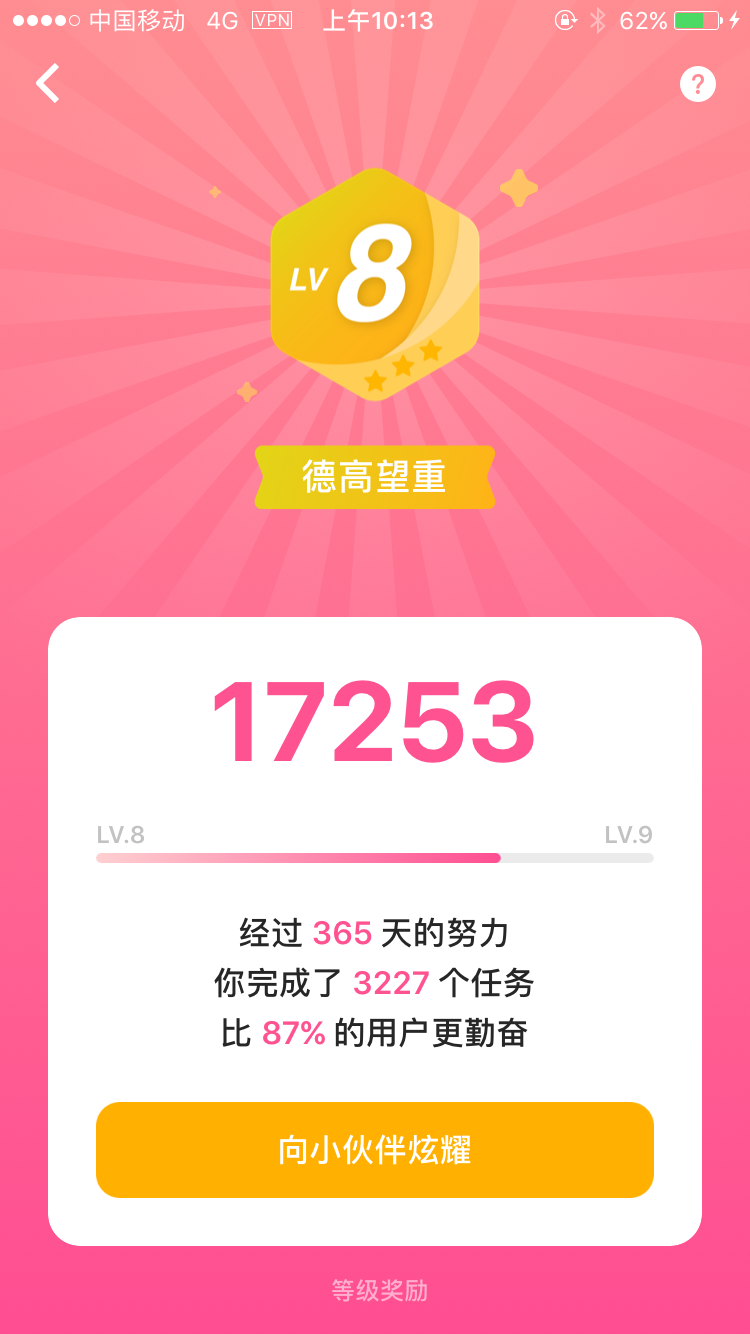 中国移动 4G VPN 上午10:13 62%
?
LV 8
德高望重
17253
LV.8 LV.9
经过 365 天的努力
你完成了 3227 个任务
比 87% 的用户更勤奋
向小伙伴炫耀
等级奖励